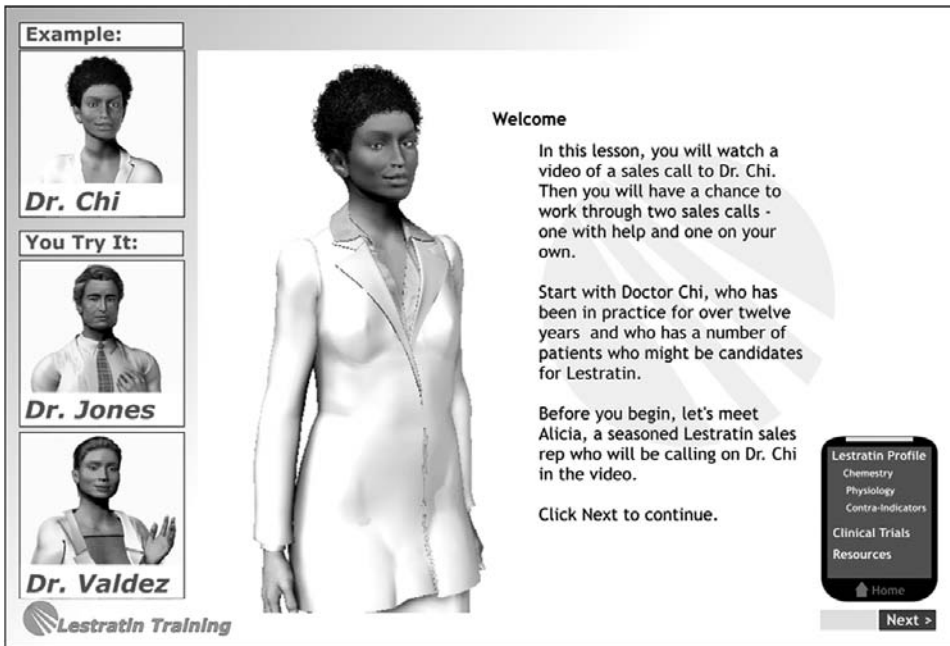 Example:
Dr. Chi
You Try It:
Dr. Jones
Dr. Valdez
Lestratin Training
Welcome
In this lesson, you will watch a
video of a sales call to Dr. Chi.
Then you will have a chance to
work through two sales calls -
one with help and one on your
own.
Start with Doctor Chi, who has
been in practice for over twelve
years and who has a number of
patients who might be candidates
for Lestratin.
Before you begin, let's meet
Alicia, a seasoned Lestratin sales
rep who will be calling on Dr. Chi
in the video.
Click Next to continue.
Lestratin Profile
Chemestry
Physiology
Contra-Indicators
Clinical Trials
Resources
Home
Next >